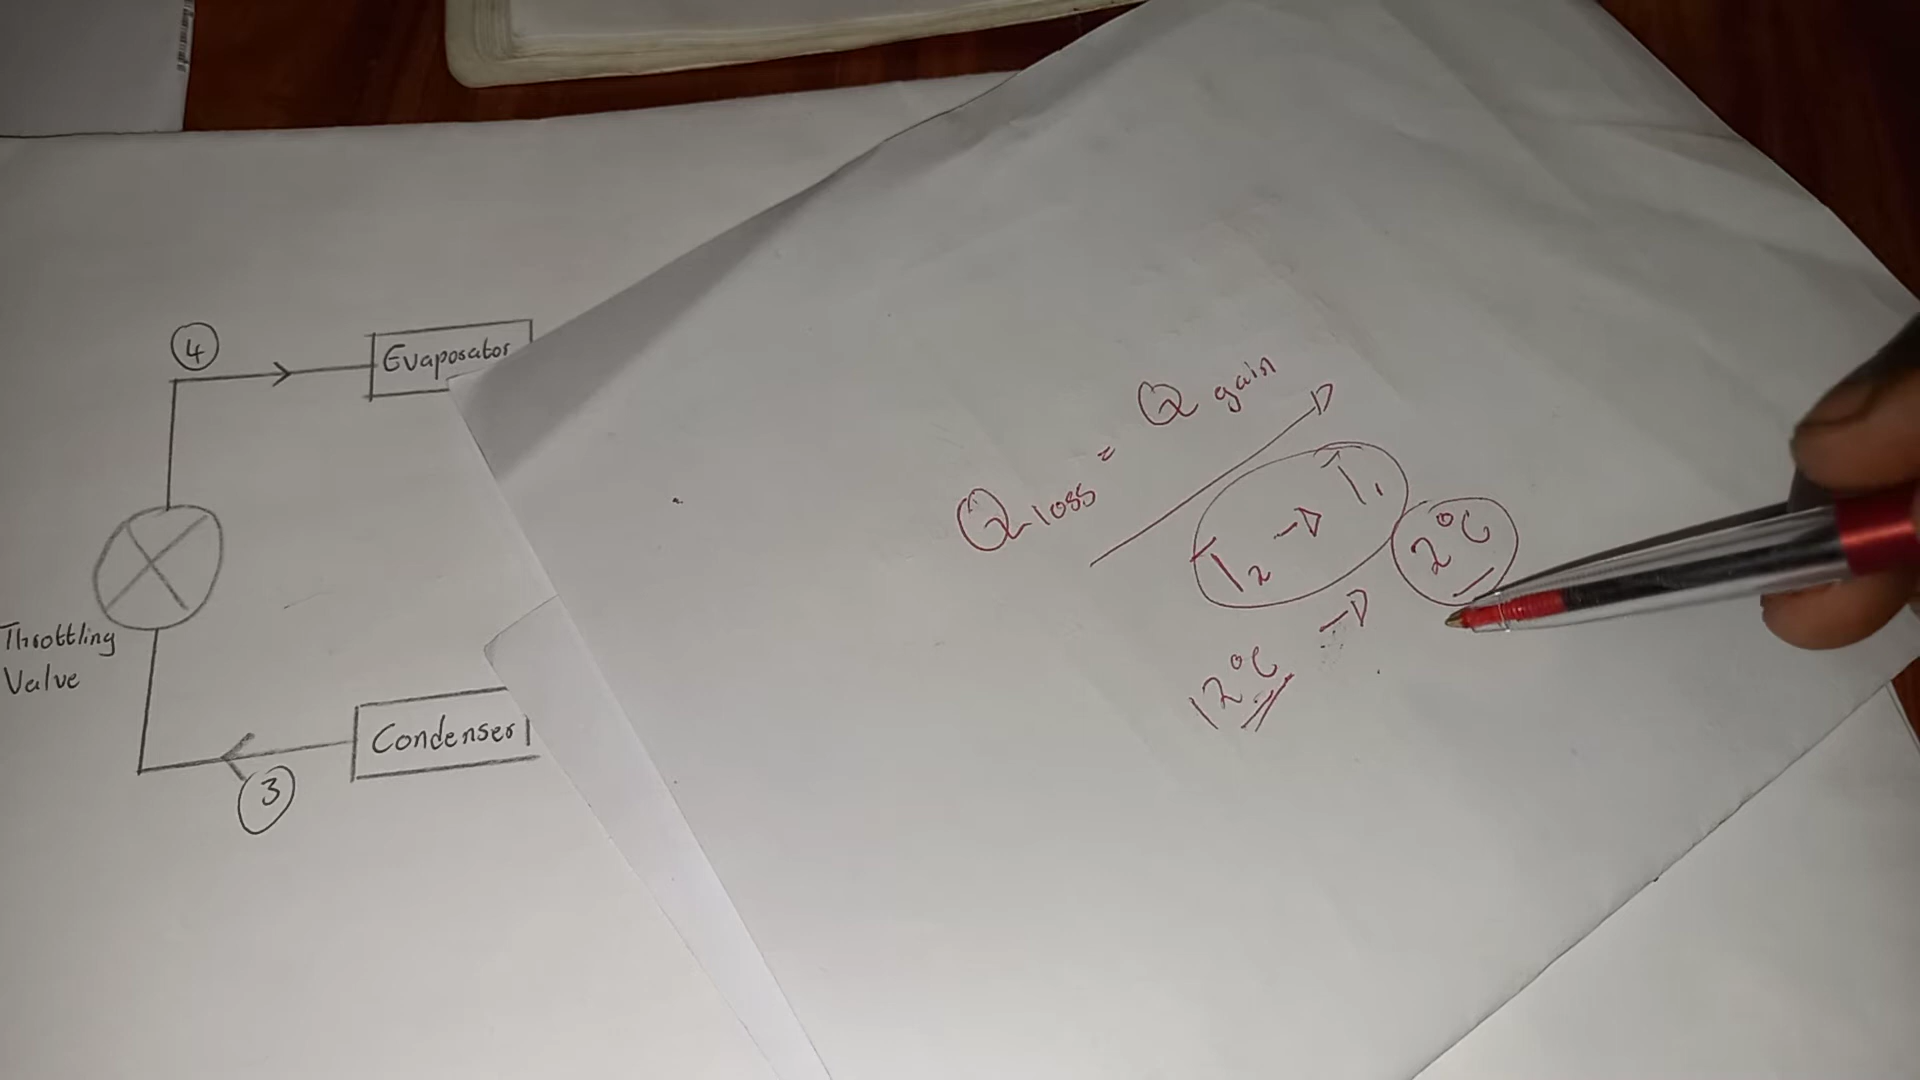 4
Evaporator
Throttling
Valve
Condenser
3
Q loss = Q gain
T₂ → T₁
12°C → 2°C